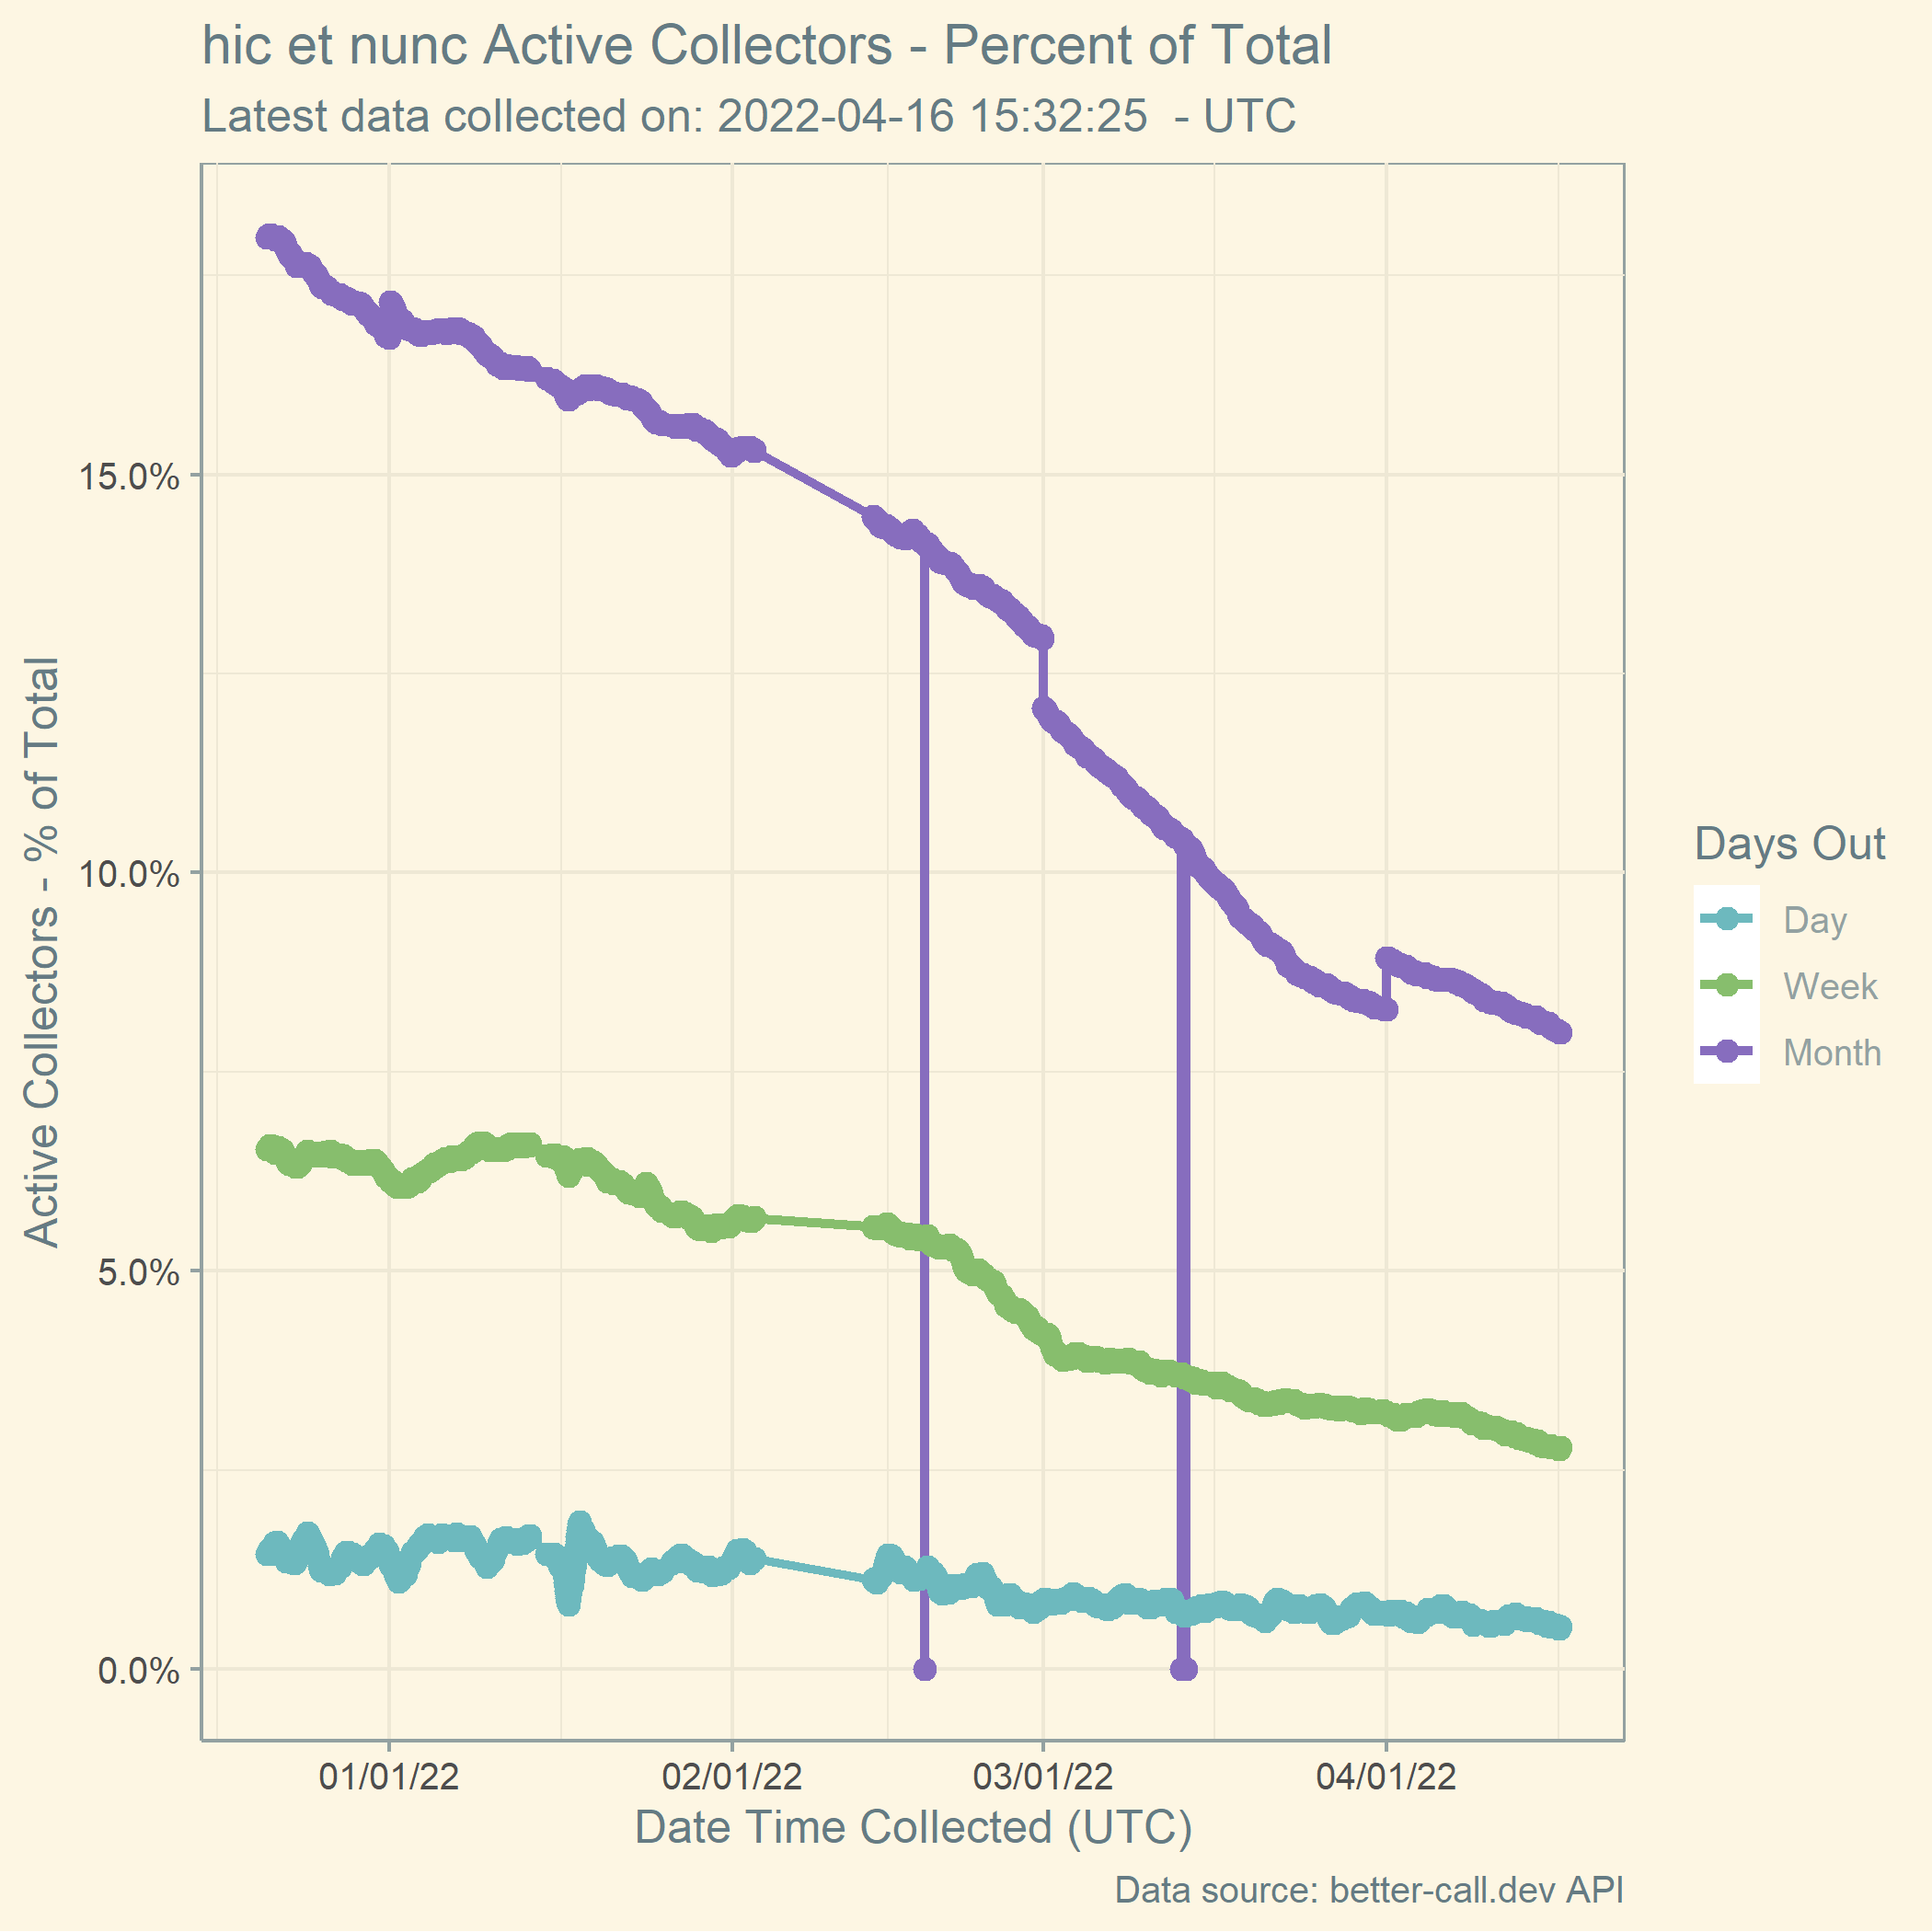 hic et nunc Active Collectors - Percent of Total
Latest data collected on: 2022-04-16 15:32:25  - UTC
Active Collectors - % of Total
15.0%
10.0%
5.0%
0.0%
01/01/22
02/01/22
03/01/22
04/01/22
Date Time Collected (UTC)
Days Out
Day
Week
Month
Data source: better-call.dev API